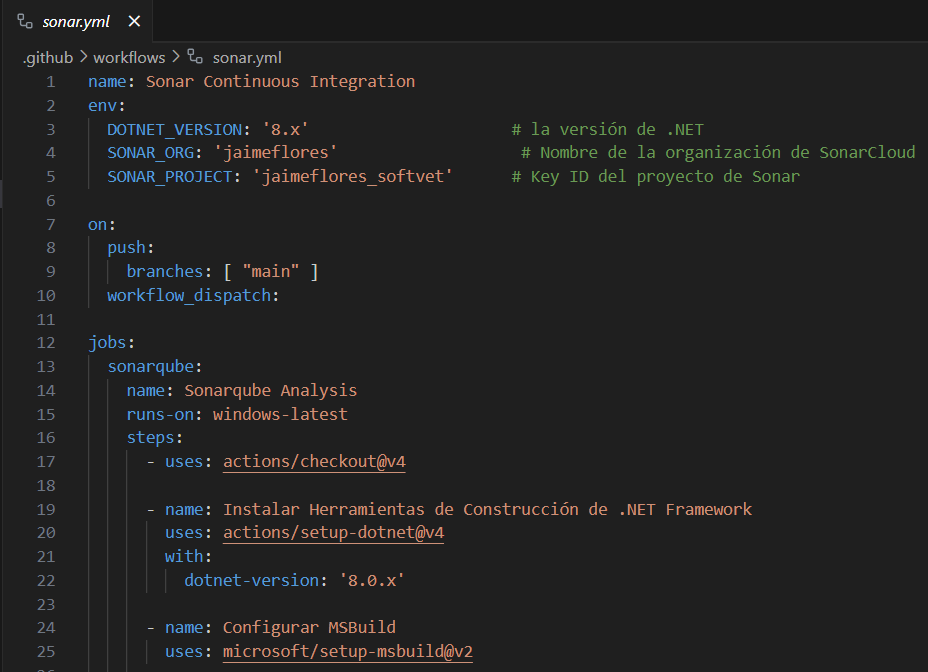 sonar.yml
.github > workflows > sonar.yml
1 name: Sonar Continuous Integration
2 env:
3   DOTNET_VERSION: '8.x'                     # la versión de .NET
4   SONAR_ORG: 'jaimeflores'                   # Nombre de la organización de SonarCloud
5   SONAR_PROJECT: 'jaimeflores_softvet'      # Key ID del proyecto de Sonar
6
7 on:
8   push:
9     branches: [ "main" ]
10   workflow_dispatch:
11
12 jobs:
13   sonarqube:
14     name: Sonarqube Analysis
15     runs-on: windows-latest
16     steps:
17       - uses: actions/checkout@v4
18
19       - name: Instalar Herramientas de Construcción de .NET Framework
20         uses: actions/setup-dotnet@v4
21         with:
22           dotnet-version: '8.0.x'
23
24       - name: Configurar MSBuild
25         uses: microsoft/setup-msbuild@v2